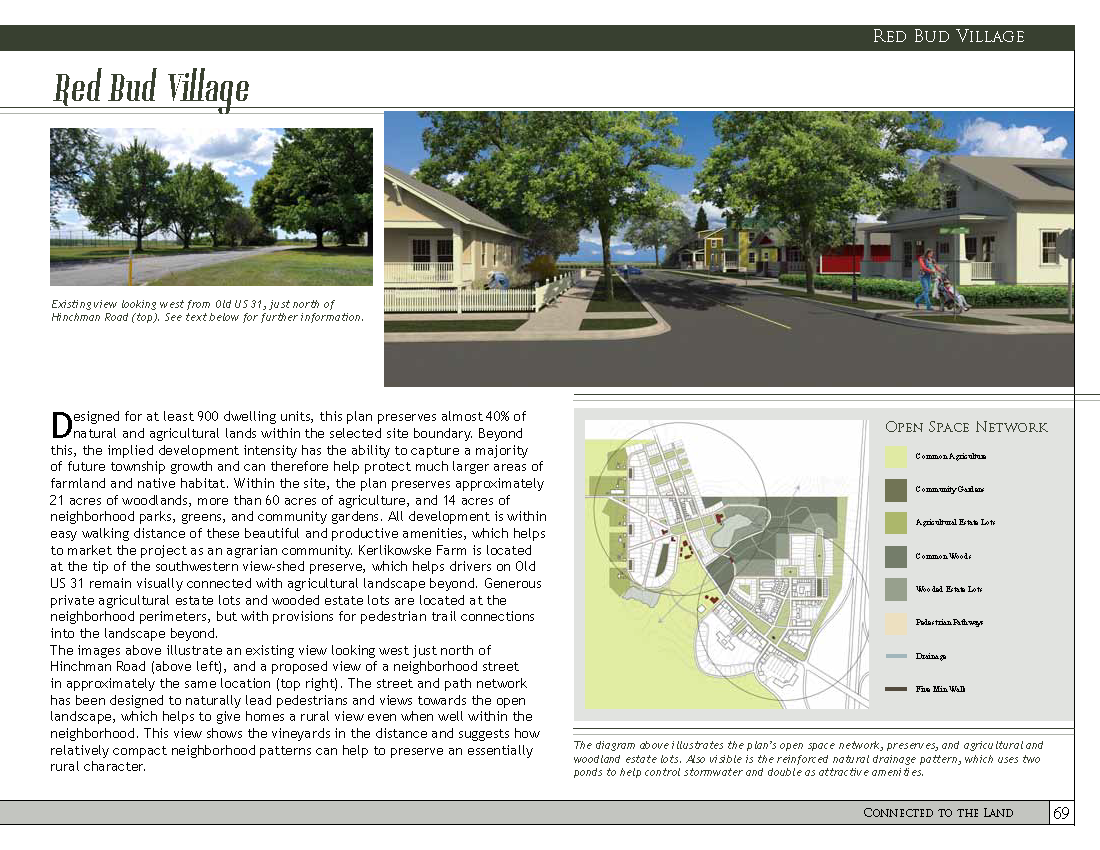 Red Bud Village
Red Bud Village
Existing view looking west from Old US 31, just north of
Hinchman Road (top). See text below for further information.
Designed for at least 900 dwelling units, this plan preserves almost 40% of
natural and agricultural lands within the selected site boundary. Beyond
this, the implied development intensity has the ability to capture a majority
of future township growth and can therefore help protect much larger areas of
farmland and native habitat. Within the site, the plan preserves approximately
21 acres of woodlands, more than 60 acres of agriculture, and 14 acres of
neighborhood parks, greens, and community gardens. All development is within
easy walking distance of these beautiful and productive amenities, which helps
to market the project as an agrarian community. Kerlikowske Farm is located
at the tip of the southwestern view-shed preserve, which helps drivers on Old
US 31 remain visually connected with agricultural landscape beyond. Generous
private agricultural estate lots and wooded estate lots are located at the
neighborhood perimeters, but with provisions for pedestrian trail connections
into the landscape beyond.
The images above illustrate an existing view looking west just north of
Hinchman Road (above left), and a proposed view of a neighborhood street
in approximately the same location (top right). The street and path network
has been designed to naturally lead pedestrians and views towards the open
landscape, which helps to give homes a rural view even when well within the
neighborhood. This view shows the vineyards in the distance and suggests how
relatively compact neighborhood patterns can help to preserve an essentially
rural character.
Open Space Network
Common Agriculture
Community Gardens
Agricultural Estate Lots
Common Woods
Wooded Estate Lots
Pedestrian Pathways
Drainage
Five Min Walk
The diagram above illustrates the plan's open space network, preserves, and agricultural and
woodland estate lots. Also visible is the reinforced natural drainage pattern, which uses two
ponds to help control stormwater and double as attractive amenities.
Connected to the Land
69